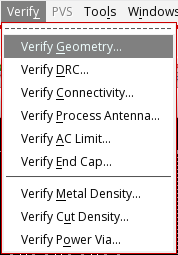 Verify PVS Tools Windows
Verify Geometry...
Verify DRC...
Verify Connectivity...
Verify Process Antenna...
Verify AC Limit...
Verify End Cap...
Verify Metal Density...
Verify Cut Density...
Verify Power Via...